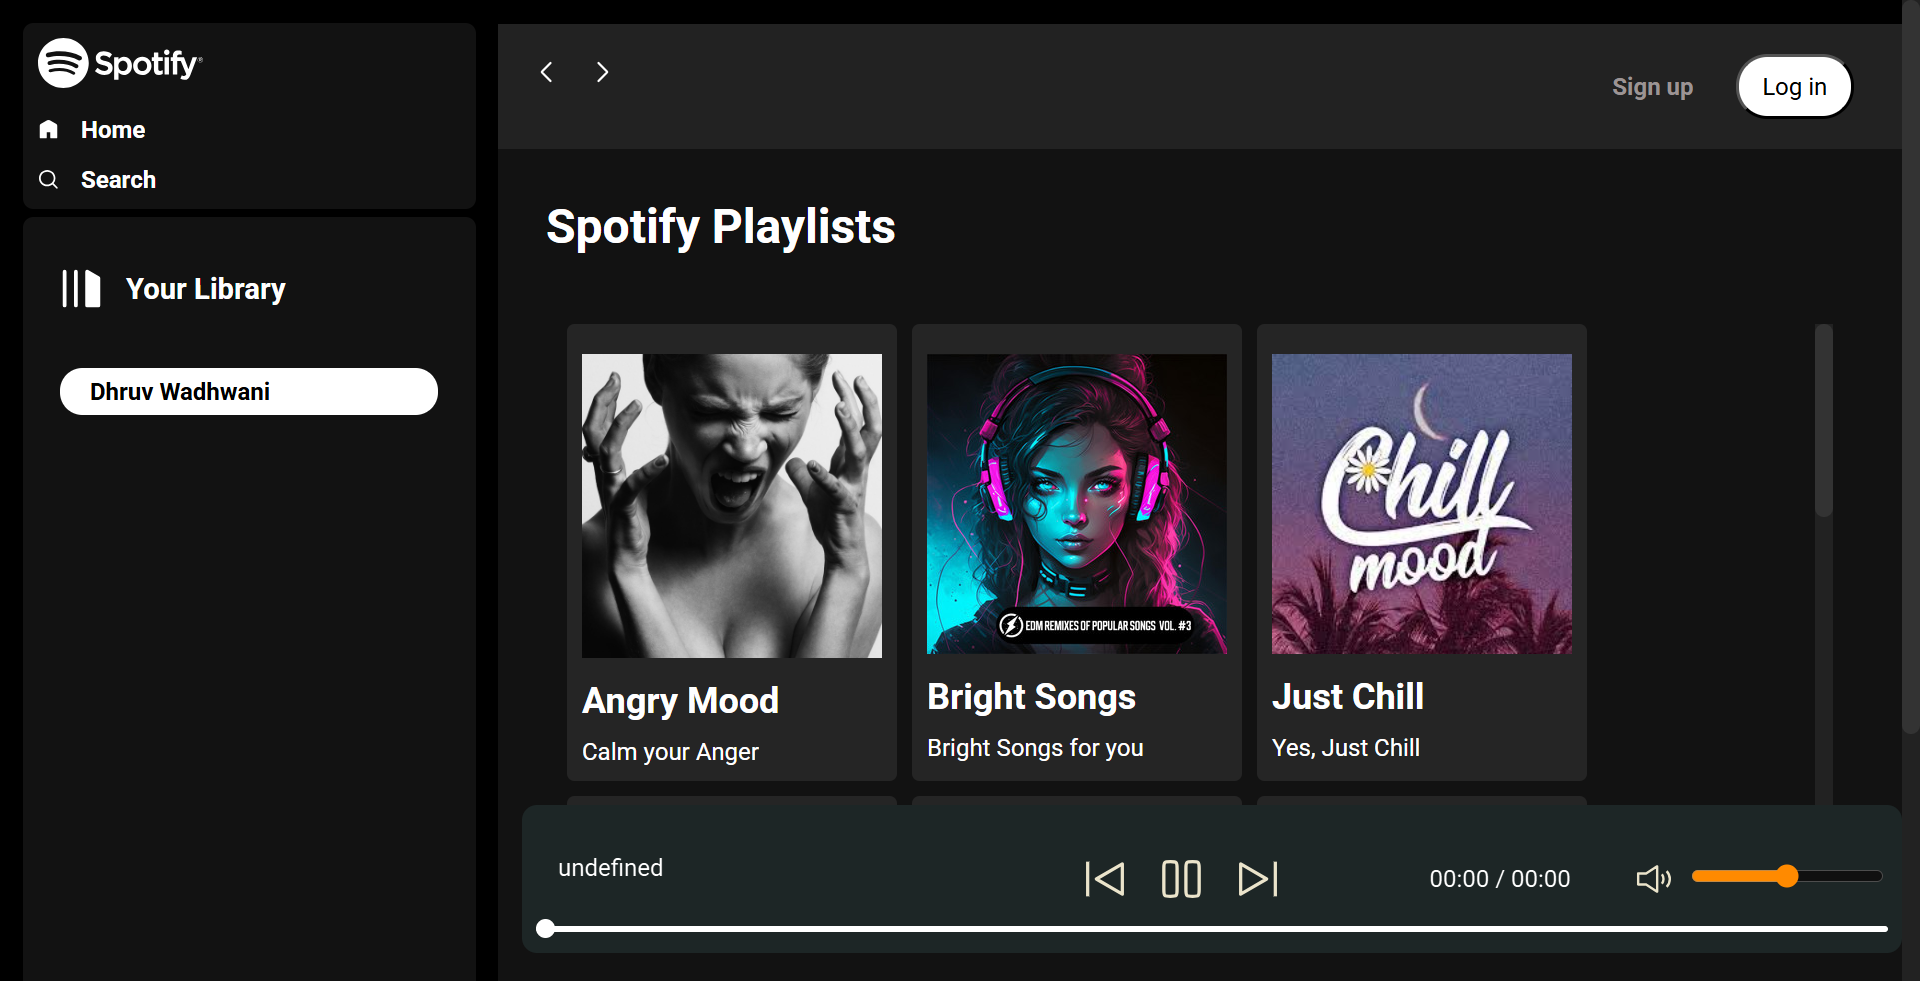 Spotify®
Home
Search
Your Library
Dhruv Wadhwani
Sign up
Log in
Spotify Playlists
EDM REMIXES OF POPULAR SONGS VOL. #3
Chill
mood
Angry Mood
Calm your Anger
Bright Songs
Bright Songs for you
Just Chill
Yes, Just Chill
undefined
00:00 / 00:00